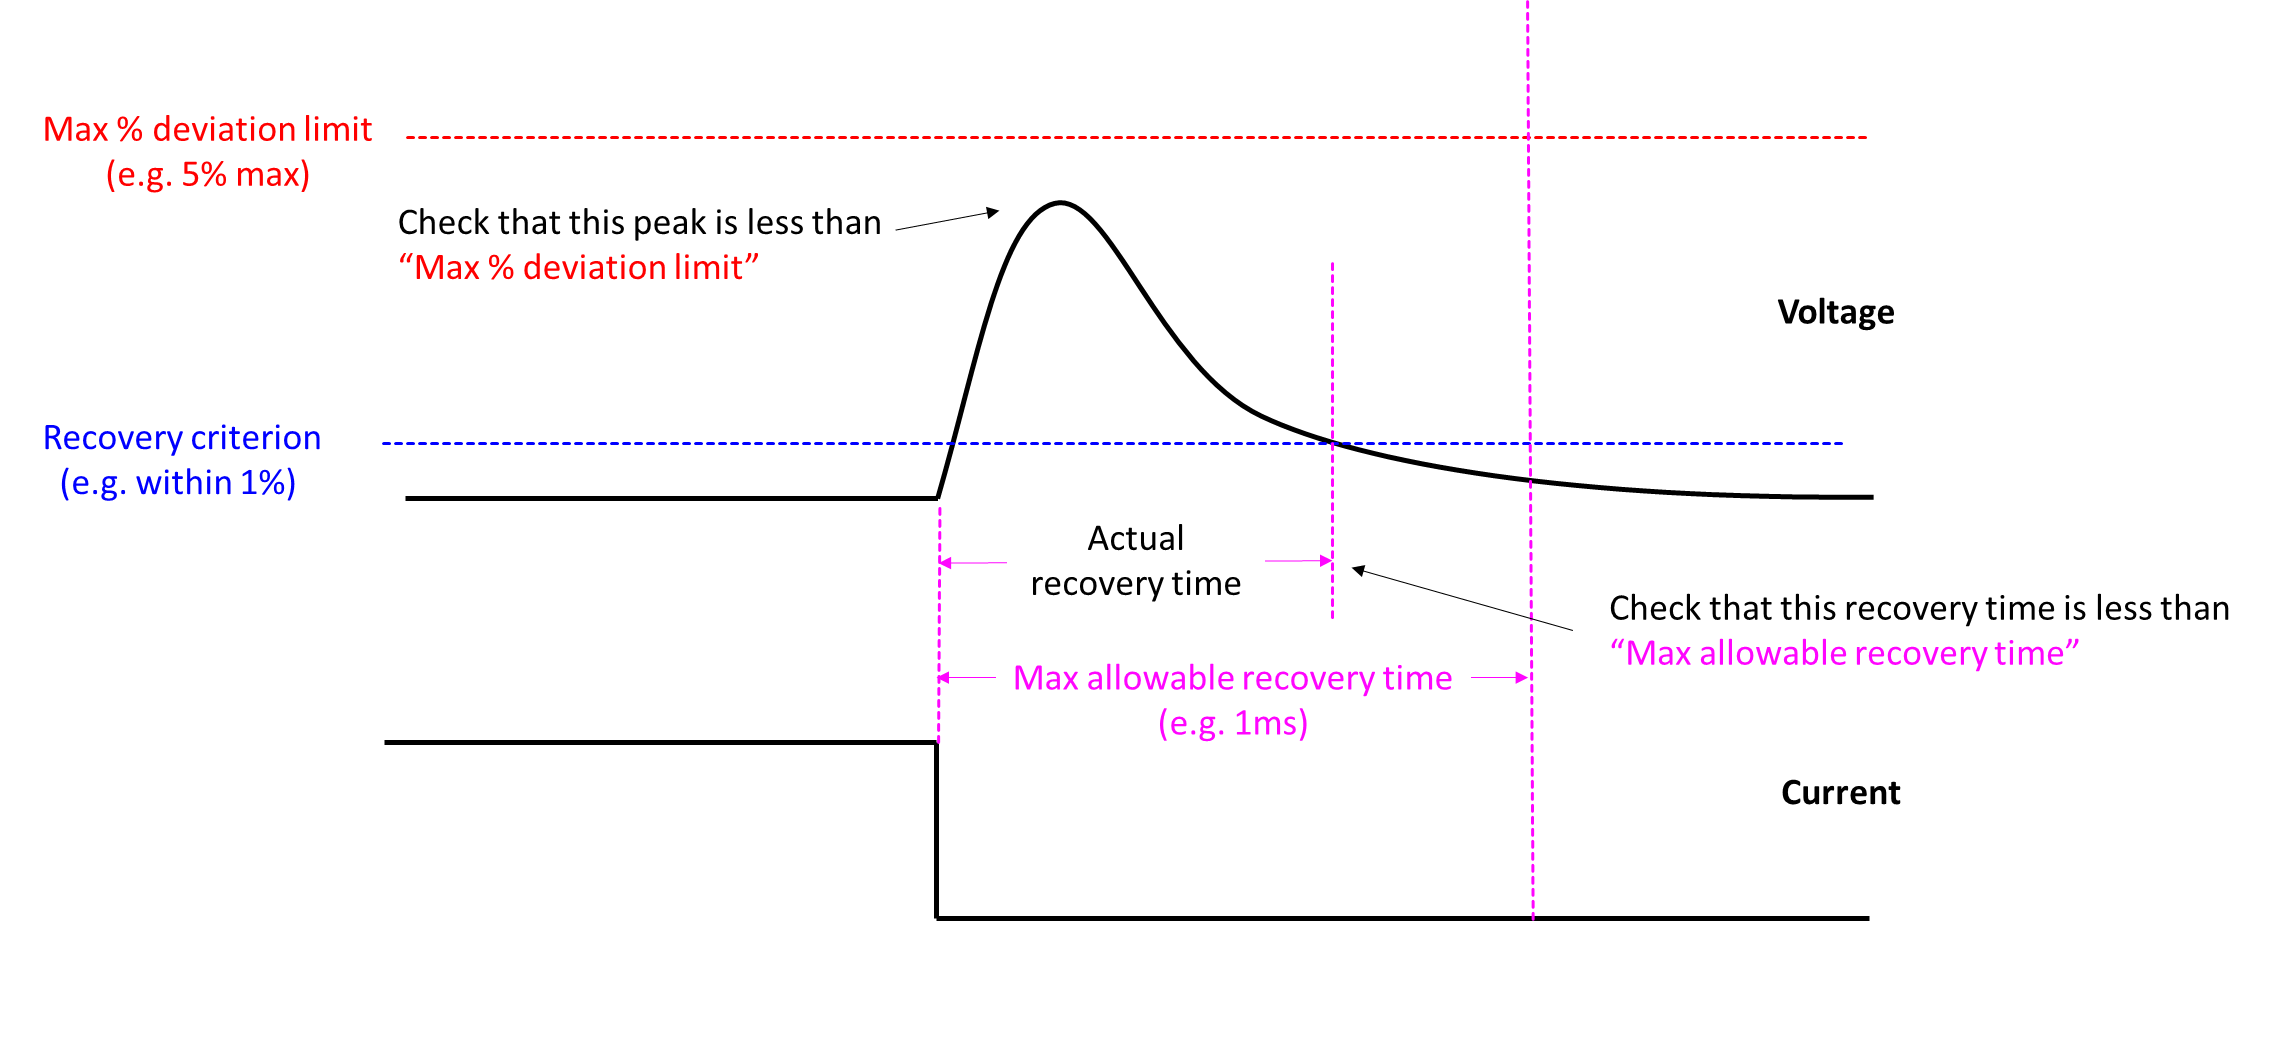 Max % deviation limit
(e.g. 5% max)
Check that this peak is less than
“Max % deviation limit”
Voltage
Recovery criterion
(e.g. within 1%)
Actual
recovery time
Check that this recovery time is less than
“Max allowable recovery time”
Max allowable recovery time
(e.g. 1ms)
Current